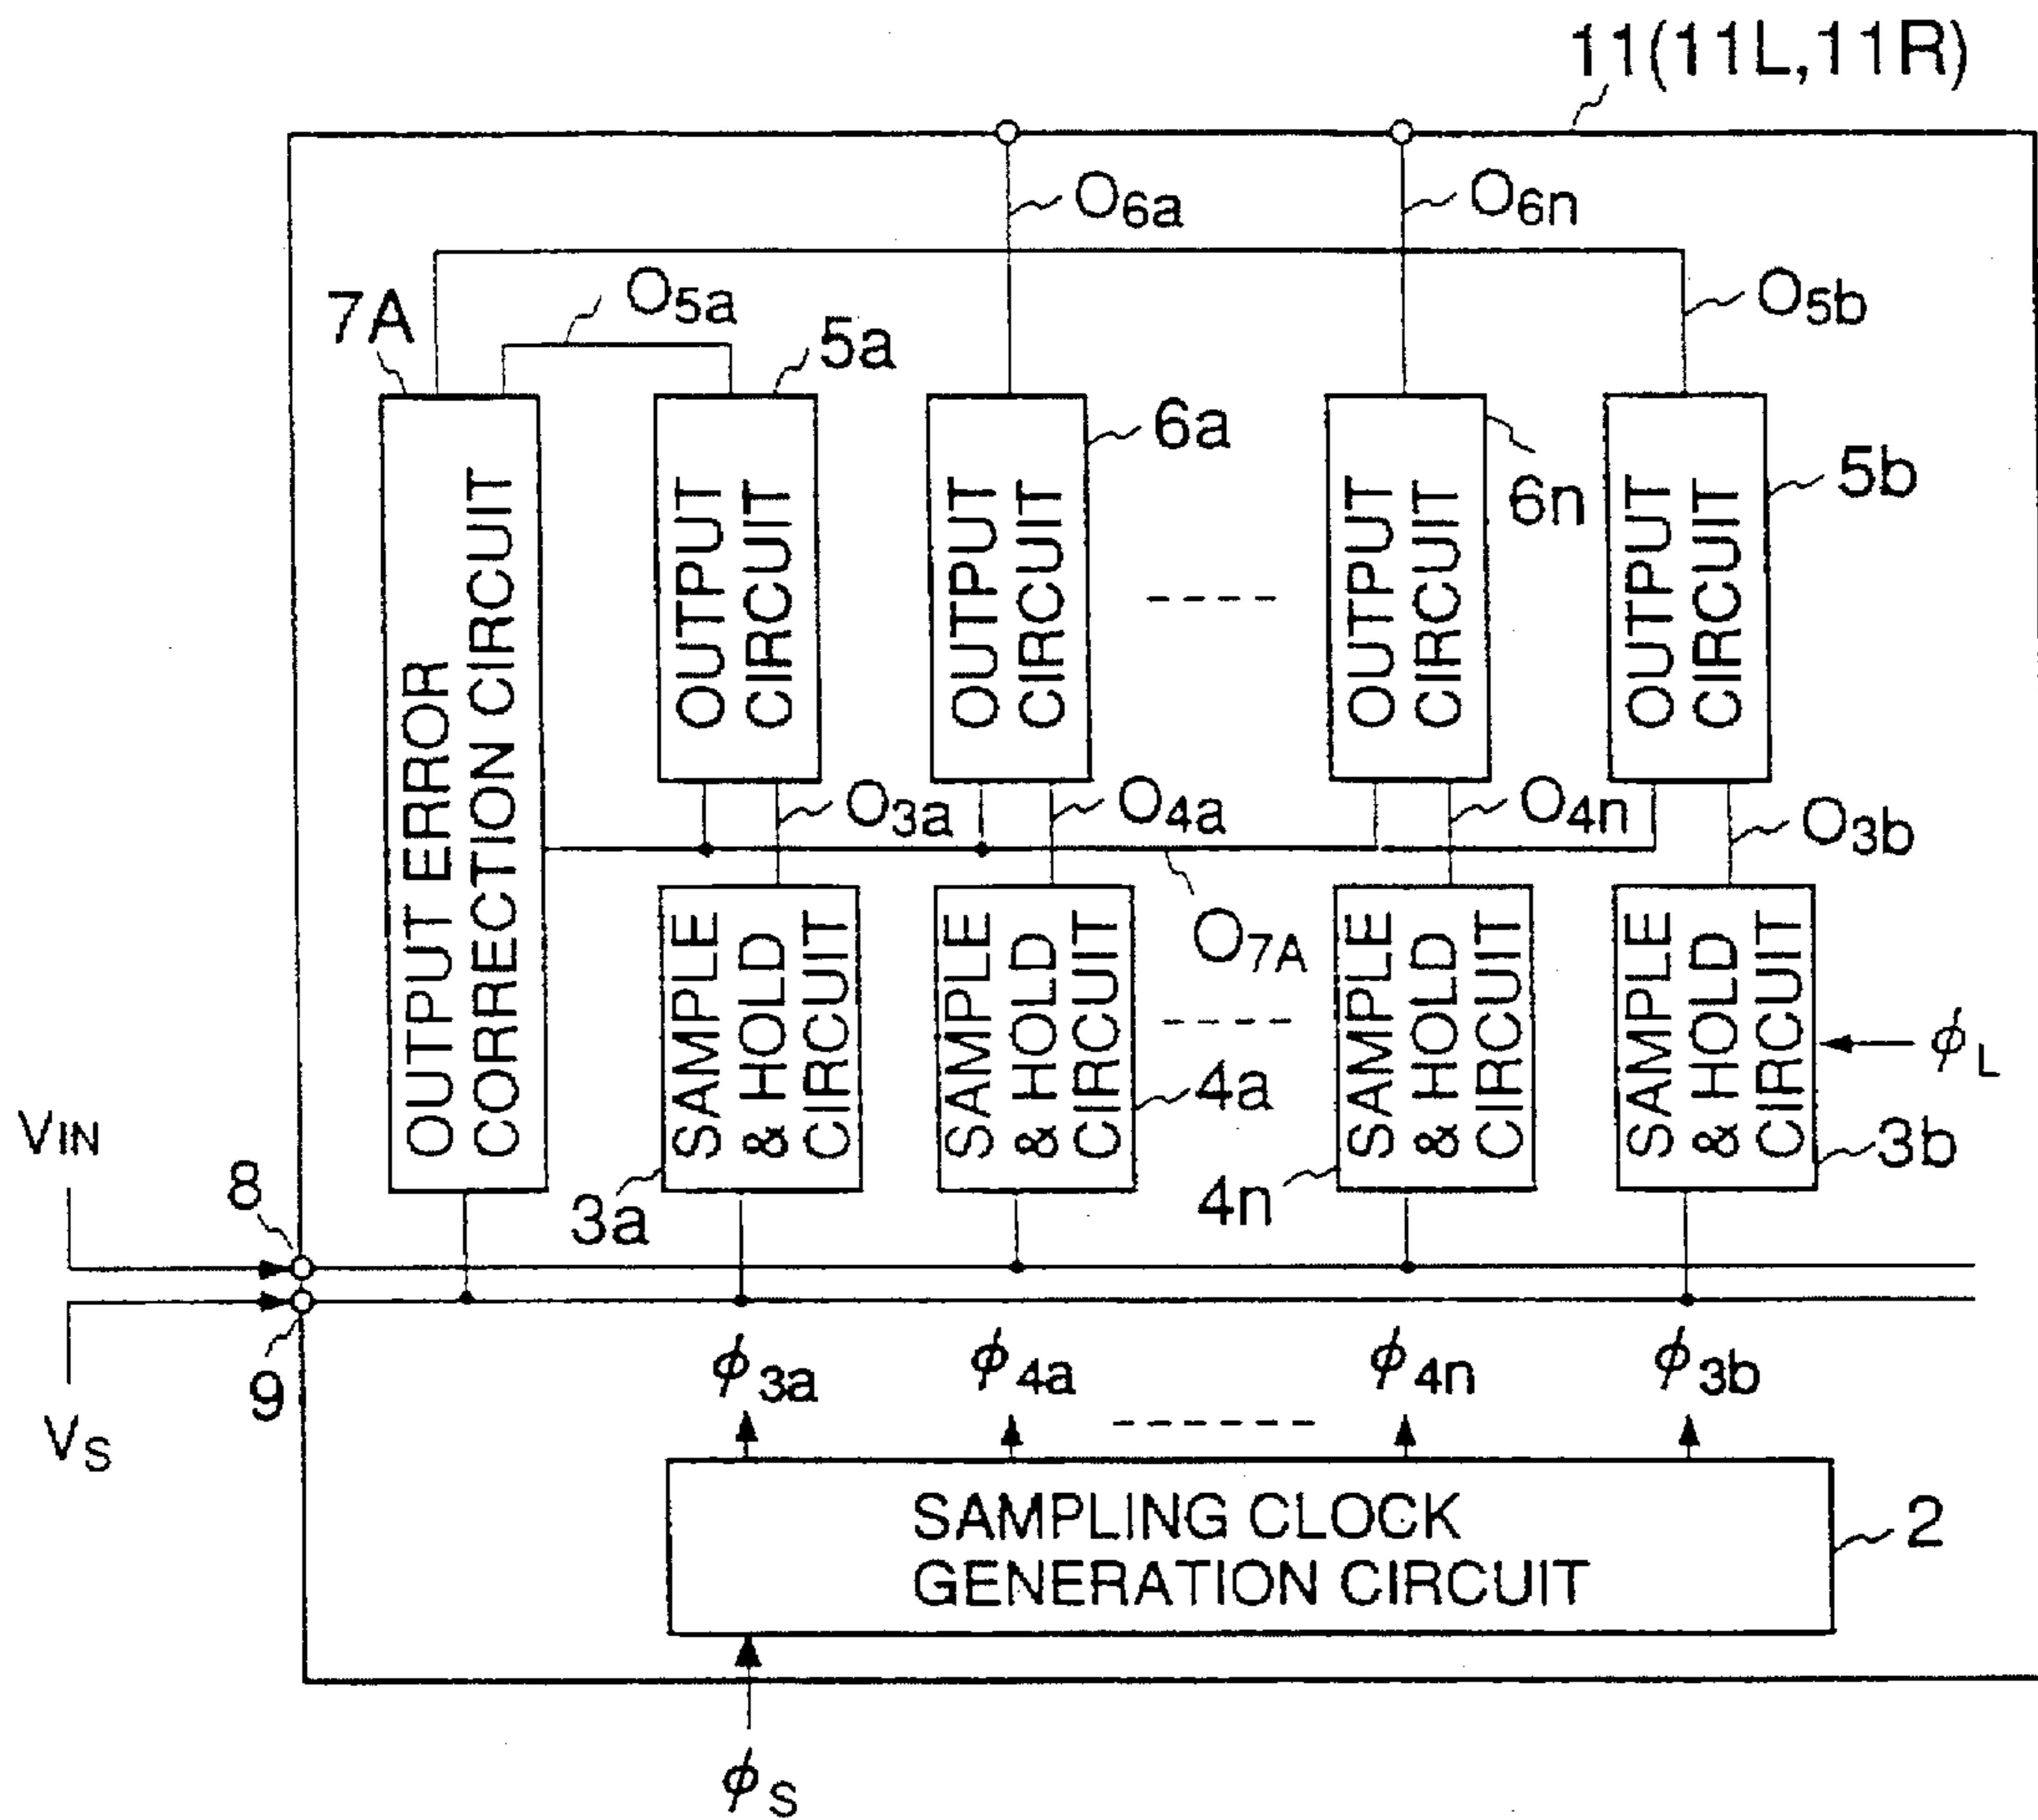 11(11L,11R)
O6a
O6n
O5a
O5b
7A
5a
6a
6n
5b
OUTPUT ERROR
CORRECTION CIRCUIT
OUTPUT
CIRCUIT
OUTPUT
CIRCUIT
OUTPUT
CIRCUIT
OUTPUT
CIRCUIT
O3a
O4a
O4n
O3b
O7A
SAMPLE
& HOLD
CIRCUIT
SAMPLE
& HOLD
CIRCUIT
SAMPLE
& HOLD
CIRCUIT
SAMPLE
& HOLD
CIRCUIT
ϕL
3a
4a
4n
3b
VIN
8
9
VS
ϕ3a
ϕ4a
ϕ4n
ϕ3b
SAMPLING CLOCK
GENERATION CIRCUIT
2
ϕS